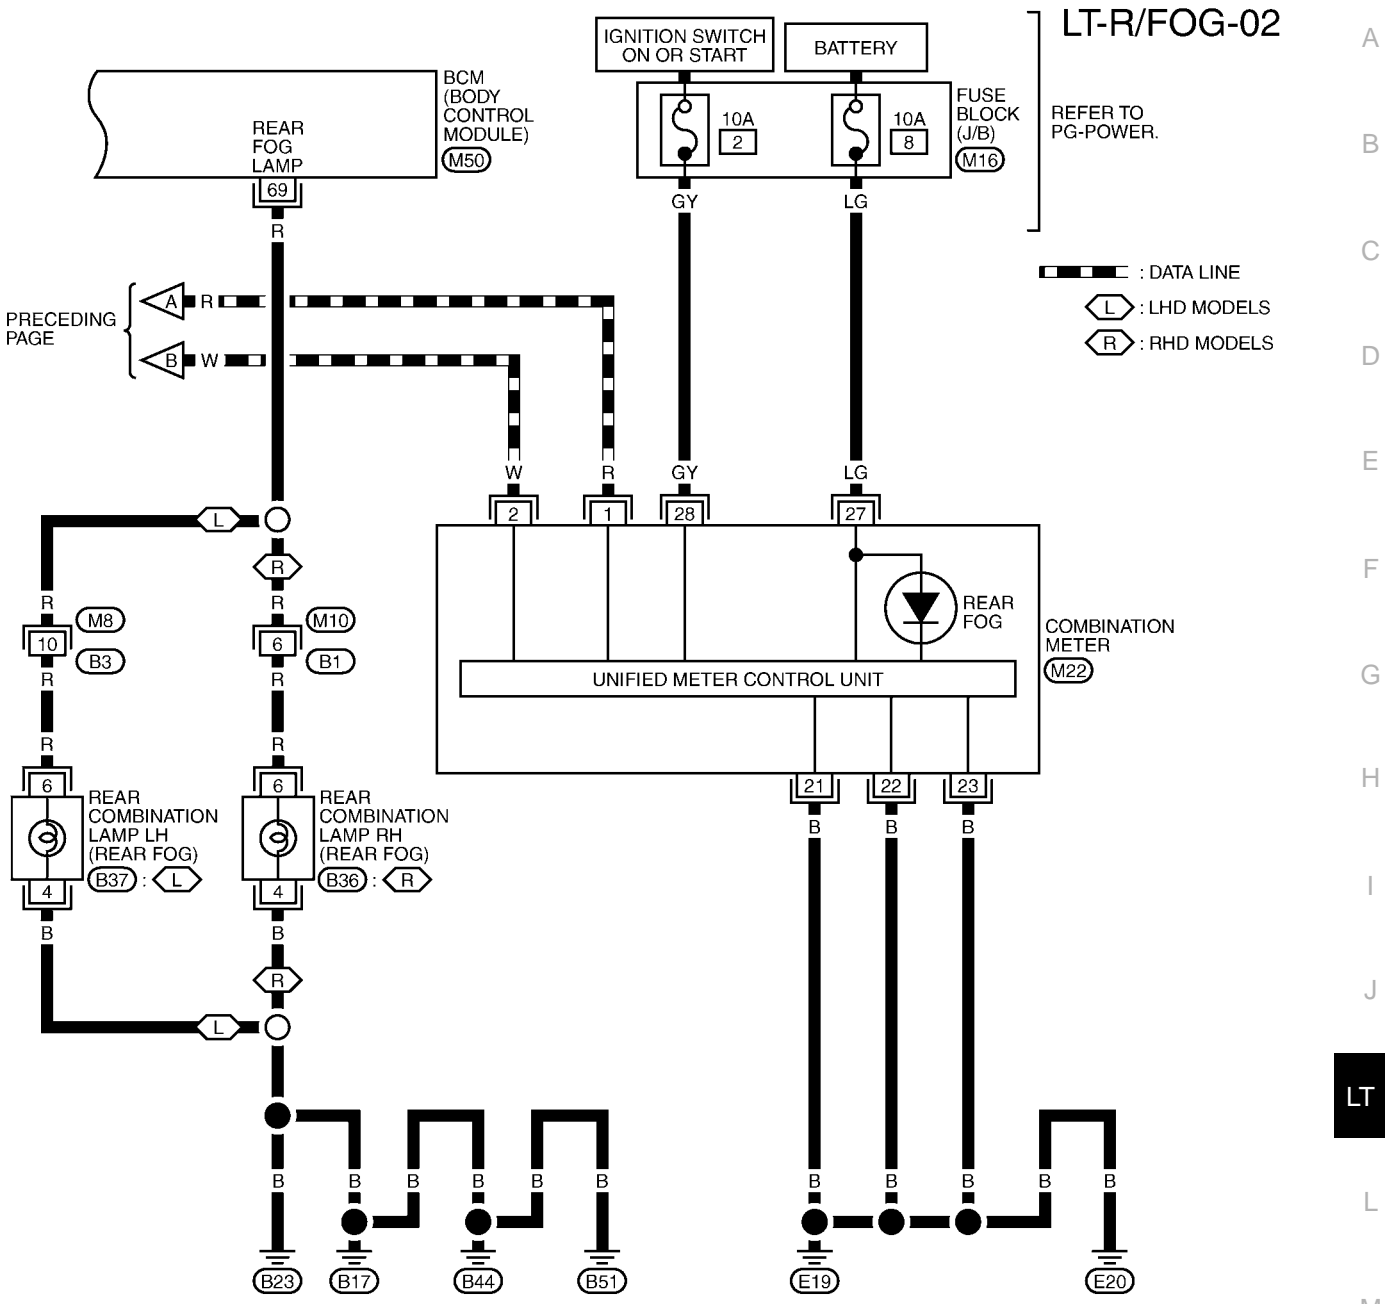 LT-R/FOG-02
IGNITION SWITCH
ON OR START
BATTERY
BCM
(BODY
CONTROL
MODULE)
M50
REAR
FOG
LAMP
69
R
10A
2
10A
8
FUSE
BLOCK
(J/B)
M16
REFER TO
PG-POWER.
GY
LG
: DATA LINE
L : LHD MODELS
R : RHD MODELS
PRECEDING
PAGE
A R
B W
W
R
GY
LG
2
1
28
27
L
R
R
R
M8
M10
10
6
B3
B1
R
R
R
R
REAR
FOG
COMBINATION
METER
M22
UNIFIED METER CONTROL UNIT
21
22
23
B
B
B
6
6
REAR
COMBINATION
LAMP LH
(REAR FOG)
B37 : L
REAR
COMBINATION
LAMP RH
(REAR FOG)
B36 : R
4
4
B
B
R
L
B
B
B
B
B
B
B
B
B
B
B
B23
B17
B44
B51
E19
E20
A
B
C
D
E
F
G
H
I
J
LT
L
M